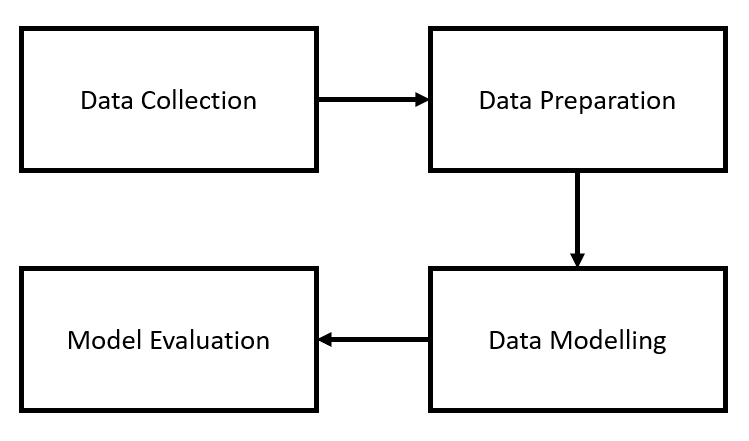 Data Collection
Data Preparation
Data Modelling
Model Evaluation